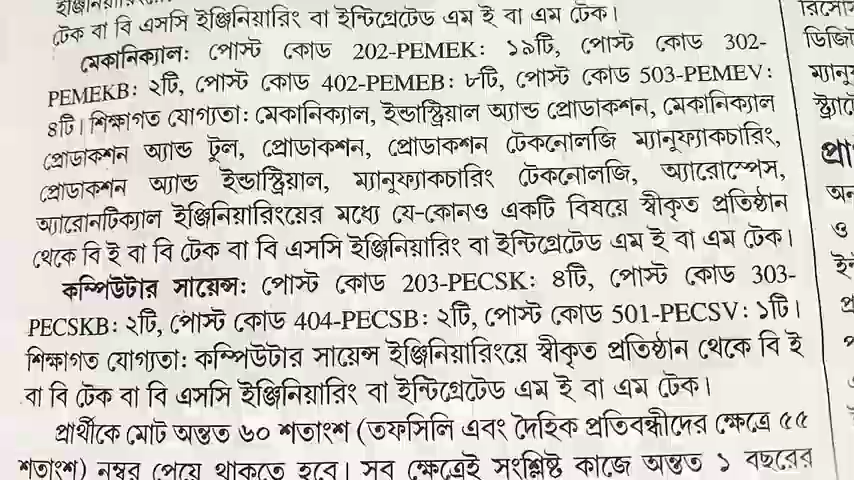 টেক বা বি এসসি ইঞ্জিনিয়ারিং বা ইন্টিগ্রেটেড এম ই বা এম টেক।
মেকানিক্যাল: পোস্ট কোড 202-PEMEK: ১৯টি, পোস্ট কোড 302-
PEMEKB: ২টি, পোস্ট কোড 402-PEMEB: ৮টি, পোস্ট কোড 503-PEMEV:
৪টি। শিক্ষাগত যোগ্যতা: মেকানিক্যাল, ইন্ডাস্ট্রিয়াল অ্যান্ড প্রোডাকশন, মেকানিক্যাল
প্রোডাকশন অ্যান্ড টুল, প্রোডাকশন, প্রোডাকশন টেকনোলজি ম্যানুফ্যাকচারিং,
প্রোডাকশন অ্যান্ড ইন্ডাস্ট্রিয়াল, ম্যানুফ্যাকচারিং টেকনোলজি, অ্যারোস্পেস,
অ্যারোনটিক্যাল ইঞ্জিনিয়ারিংয়ের মধ্যে যে-কোনও একটি বিষয়ে স্বীকৃত প্রতিষ্ঠান
থেকে বি ই বা বি টেক বা বি এসসি ইঞ্জিনিয়ারিং বা ইন্টিগ্রেটেড এম ই বা এম টেক।
কম্পিউটার সায়েন্স: পোস্ট কোড 203-PECSK: ৪টি, পোস্ট কোড 303-
PECSKB: ২টি, পোস্ট কোড 404-PECSB: ২টি, পোস্ট কোড 501-PECSV: ১টি।
শিক্ষাগত যোগ্যতা: কম্পিউটার সায়েন্স ইঞ্জিনিয়ারিংয়ে স্বীকৃত প্রতিষ্ঠান থেকে বি ই
বা বি টেক বা বি এসসি ইঞ্জিনিয়ারিং বা ইন্টিগ্রেটেড এম ই বা এম টেক।
প্রার্থীকে মোট অন্তত ৬০ শতাংশ (তফসিলি এবং দৈহিক প্রতিবন্ধীদের ক্ষেত্রে ৫৫
শতাংশ) নম্বর পেয়ে থাকতে হবে। সব ক্ষেত্রেই সংশ্লিষ্ট কাজে অন্তত ১ বছরের